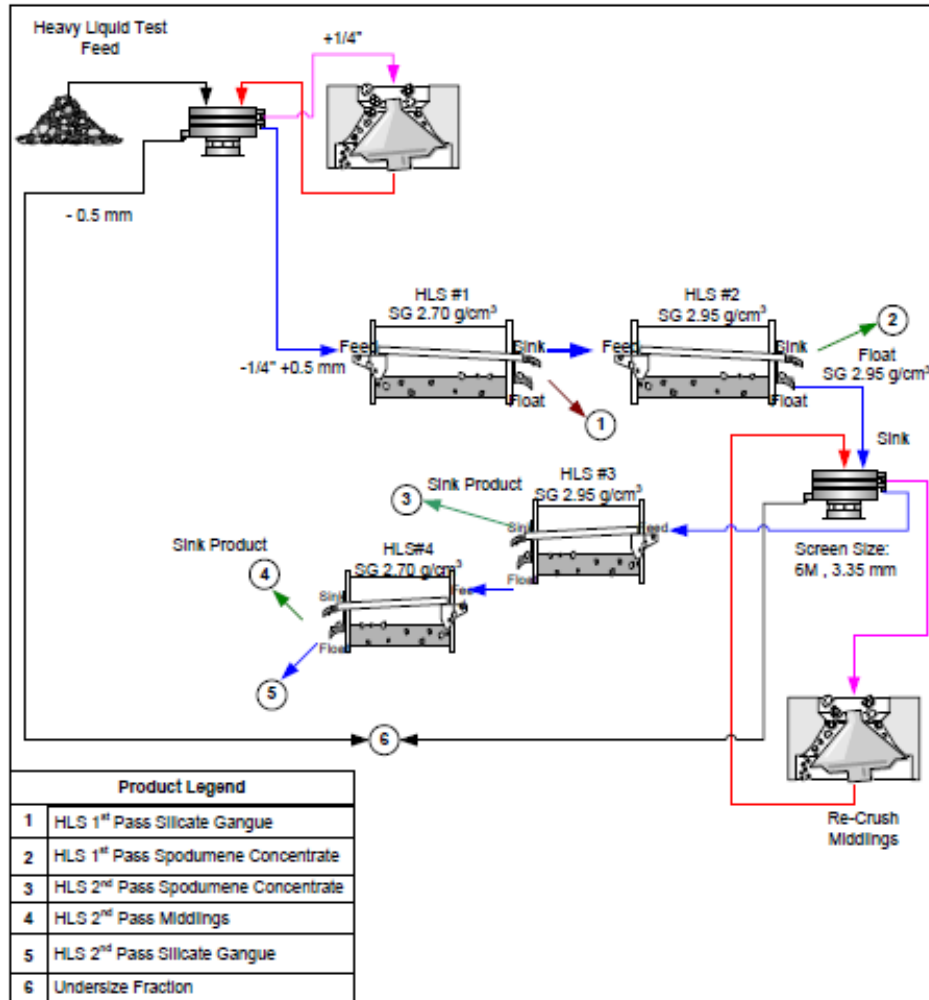 Heavy Liquid Test
Feed
+1/4"
- 0.5 mm
HLS #1
SG 2.70 g/cm³
Feed
Sink
Float
-1/4" +0.5 mm
1
HLS #2
SG 2.95 g/cm³
Feed
Sink
Float
2
Float
SG 2.95 g/cm³
Sink
HLS #3
SG 2.95 g/cm³
Sink Product
3
Sink
Feed
Float
Screen Size:
6M , 3.35 mm
HLS#4
SG 2.70 g/cm³
Sink Product
4
Sink
Feed
Float
5
6
Re-Crush
Middlings
Product Legend
1 HLS 1st Pass Silicate Gangue
2 HLS 1st Pass Spodumene Concentrate
3 HLS 2nd Pass Spodumene Concentrate
4 HLS 2nd Pass Middlings
5 HLS 2nd Pass Silicate Gangue
6 Undersize Fraction